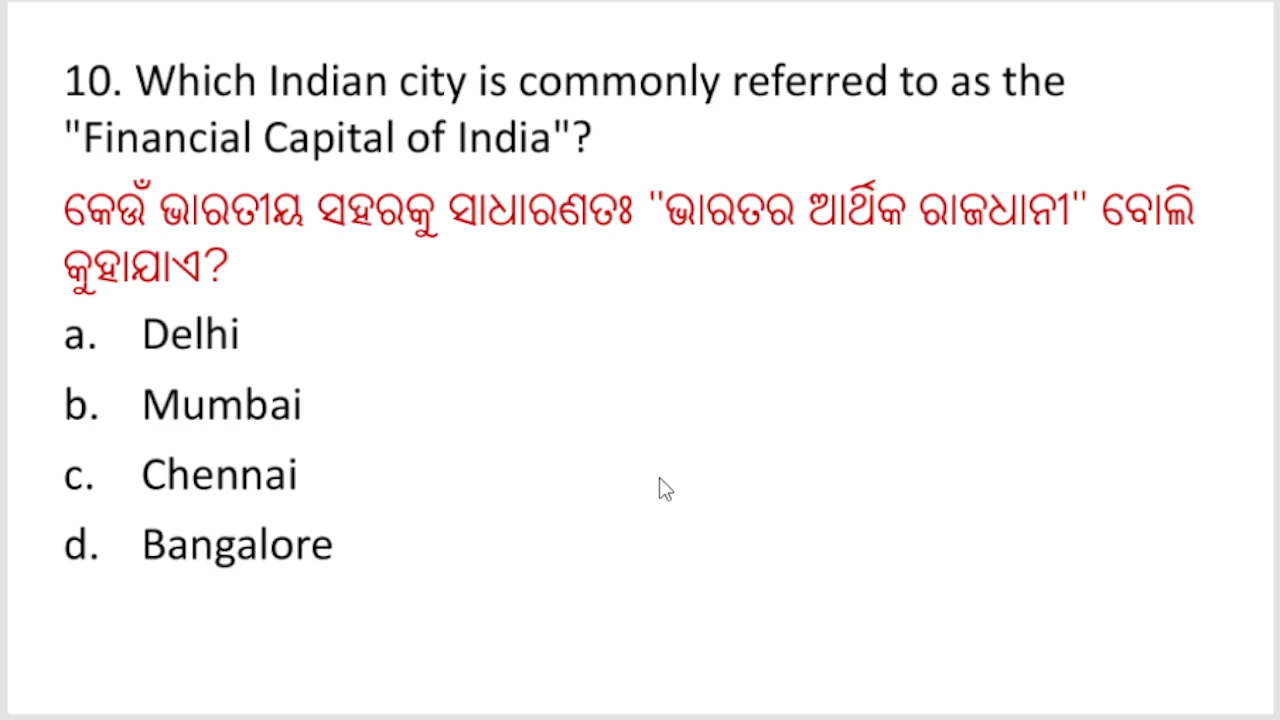 10. Which Indian city is commonly referred to as the
"Financial Capital of India"?
କେଉଁ ଭାରତୀୟ ସହରକୁ ସାଧାରଣତଃ "ଭାରତର ଆର୍ଥିକ ରାଜଧାନୀ" ବୋଲି
କୁହାଯାଏ?
a. Delhi
b. Mumbai
c. Chennai
d. Bangalore